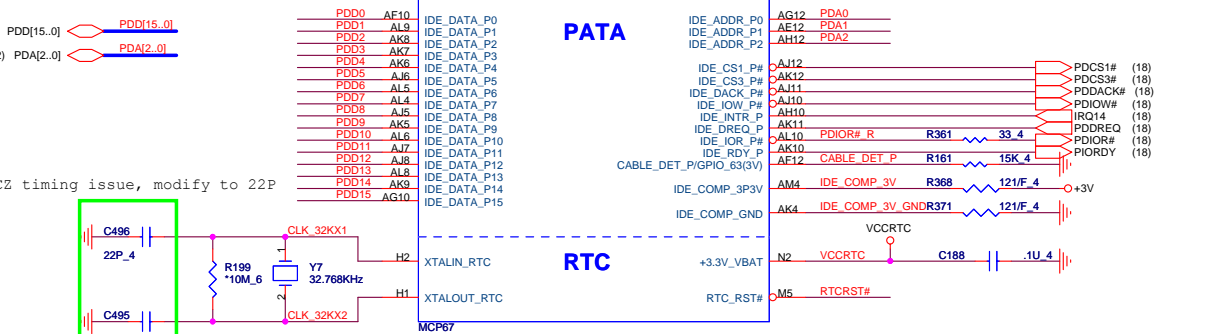 PDD[15..0] PDD[15..0]
2) PDA[2..0] PDA[2..0]
PATA
PDD0 AF10 IDE_DATA_P0
PDD1 AL9 IDE_DATA_P1
PDD2 AK8 IDE_DATA_P2
PDD3 AK7 IDE_DATA_P3
PDD4 AK6 IDE_DATA_P4
PDD5 AJ6 IDE_DATA_P5
PDD6 AL5 IDE_DATA_P6
PDD7 AL4 IDE_DATA_P7
PDD8 AJ5 IDE_DATA_P8
PDD9 AK5 IDE_DATA_P9
PDD10 AL6 IDE_DATA_P10
PDD11 AJ7 IDE_DATA_P11
PDD12 AJ8 IDE_DATA_P12
PDD13 AL8 IDE_DATA_P13
PDD14 AK9 IDE_DATA_P14
PDD15 AG10 IDE_DATA_P15
IDE_ADDR_P0 AG12 PDA0
IDE_ADDR_P1 AE12 PDA1
IDE_ADDR_P2 AH12 PDA2
IDE_CS1_P# AJ12 PDCS1# (18)
IDE_CS3_P# AK12 PDCS3# (18)
IDE_DACK_P# AJ11 PDDACK# (18)
IDE_IOW_P# AJ10 PDIOW# (18)
IDE_INTR_P AH10 IRQ14 (18)
IDE_DREQ_P AK11 PDDREQ (18)
IDE_IOR_P# AL10 PDIOR#_R R361 33_4 PDIOR# (18)
IDE_RDY_P AK10 PIORDY (18)
CABLE_DET_P/GPIO_63(3V) AF12 CABLE_DET_P R161 15K_4
IDE_COMP_3P3V AM4 IDE_COMP_3V R368 121/F_4 +3V
IDE_COMP_GND AK4 IDE_COMP_3V_GND R371 121/F_4
CZ timing issue, modify to 22P
C496
22P_4
C495
R199
*10M_6
1
Y7
32.768KHz
2
CLK_32KX1 H2 XTALIN_RTC
CLK_32KX2 H1 XTALOUT_RTC
RTC
VCCRTC
+3.3V_VBAT N2 VCCRTC C188 .1U_4
RTC_RST# M5 RTCRST#
MCP67